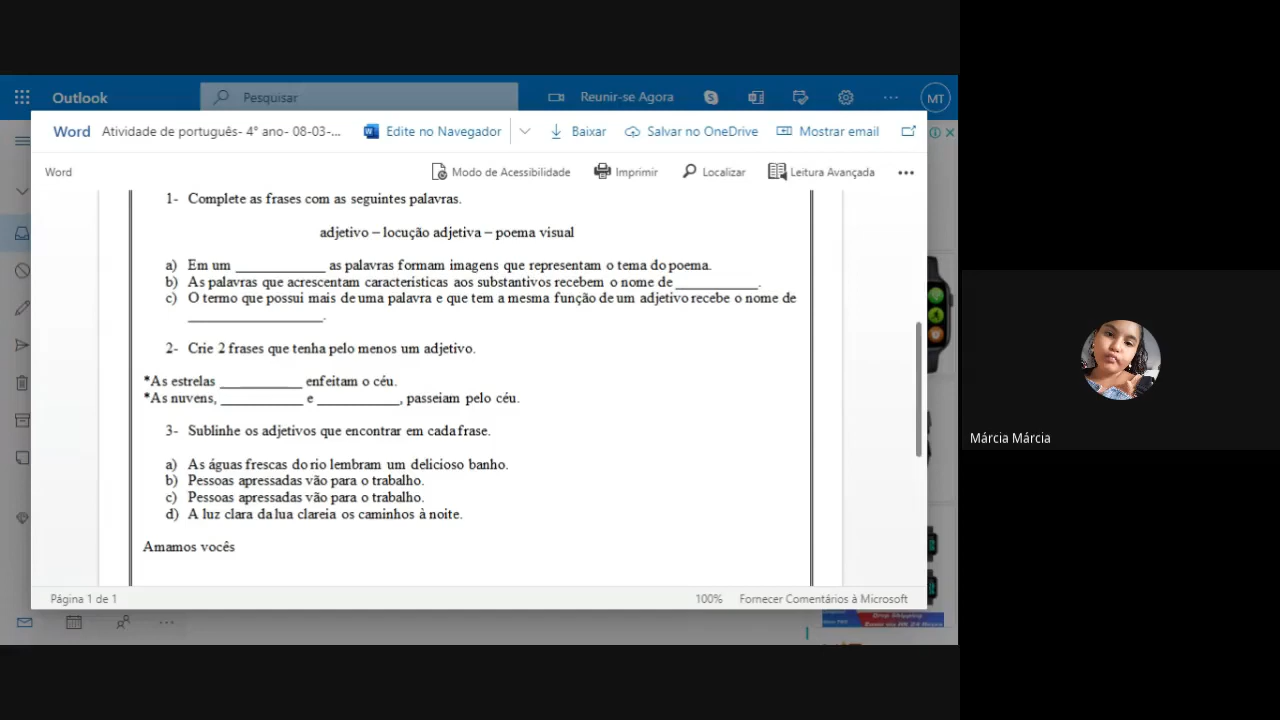 Outlook
Pesquisar
Reunir-se Agora
MT
Word Atividade de português- 4° ano- 08-03-...
Edite no Navegador
Baixar
Salvar no OneDrive
Mostrar email
Word
Modo de Acessibilidade
Imprimir
Localizar
Leitura Avançada
1- Complete as frases com as seguintes palavras.
adjetivo – locução adjetiva – poema visual
a) Em um ____________ as palavras formam imagens que representam o tema do poema.
b) As palavras que acrescentam características aos substantivos recebem o nome de ___________.
c) O termo que possui mais de uma palavra e que tem a mesma função de um adjetivo recebe o nome de
__________________.
2- Crie 2 frases que tenha pelo menos um adjetivo.
*As estrelas ___________ enfeitam o céu.
*As nuvens, ___________ e ___________, passeiam pelo céu.
3- Sublinhe os adjetivos que encontrar em cada frase.
a) As águas frescas do rio lembram um delicioso banho.
b) Pessoas apressadas vão para o trabalho.
c) Pessoas apressadas vão para o trabalho.
d) A luz clara da lua clareia os caminhos à noite.
Amamos vocês
Página 1 de 1
100%
Fornecer Comentários à Microsoft
Márcia Márcia